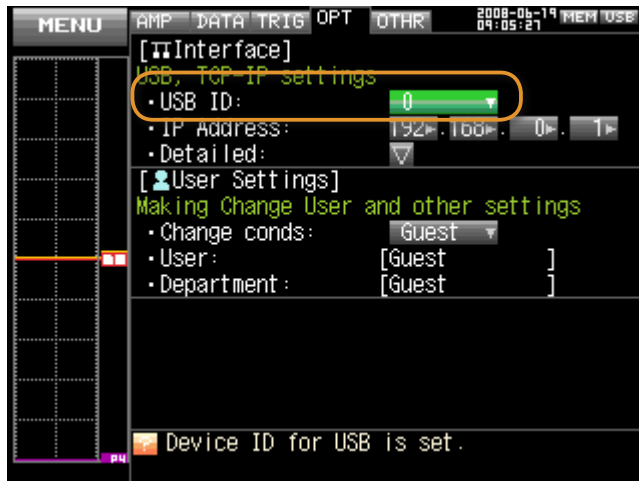 MENU AMP DATA TRIG OPT OTHR 2008-06-19 09:05:27 MEM USB
[Interface]
USB, TCP-IP settings
・USB ID: 0
・IP Address: 192. 168. 0. 1
・Detailed:
[User Settings]
Making Change User and other settings
・Change conds: Guest
・User: [Guest ]
・Department: [Guest ]
P4
Device ID for USB is set.